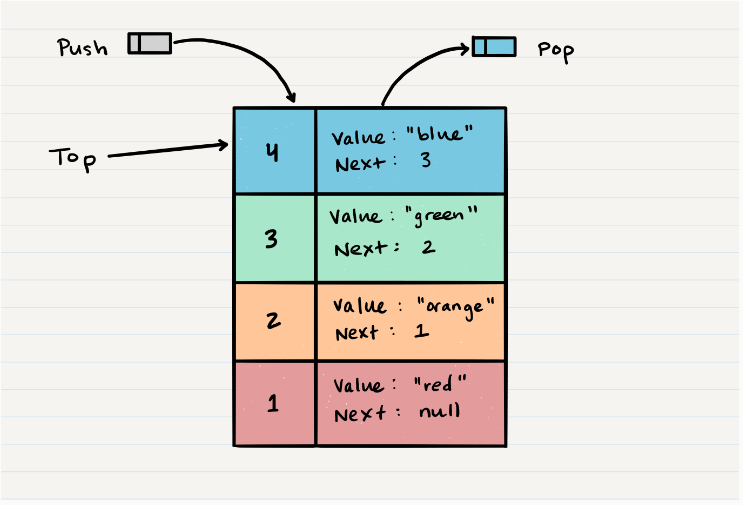 Push
Pop
Top
4
Value : "blue"
Next : 3
3
Value : "green"
Next : 2
2
Value : "orange"
Next : 1
1
Value : "red"
Next : null